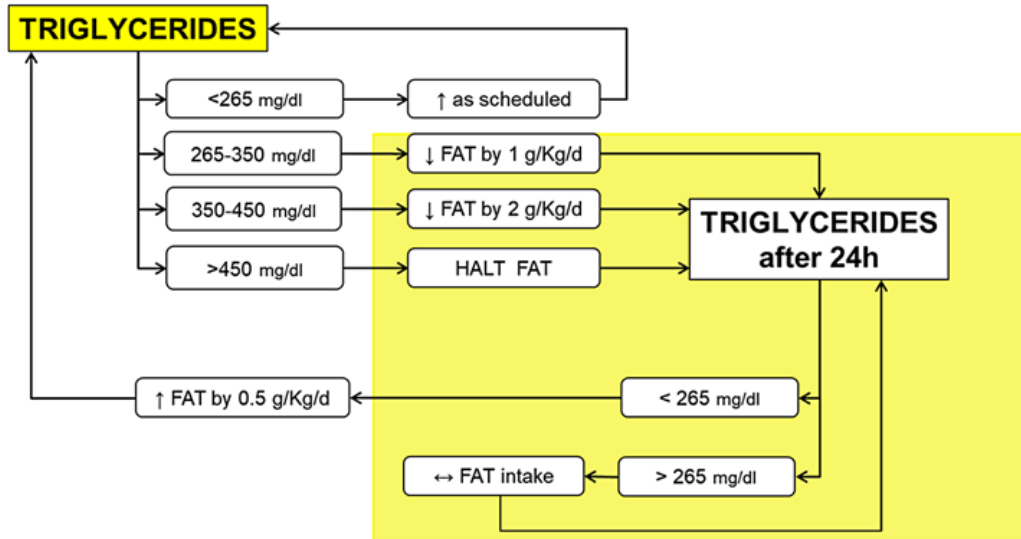 TRIGLYCERIDES
<265 mg/dl
↑ as scheduled
265-350 mg/dl
↓ FAT by 1 g/Kg/d
350-450 mg/dl
↓ FAT by 2 g/Kg/d
TRIGLYCERIDES
after 24h
>450 mg/dl
HALT FAT
↑ FAT by 0.5 g/Kg/d
< 265 mg/dl
↔ FAT intake
> 265 mg/dl